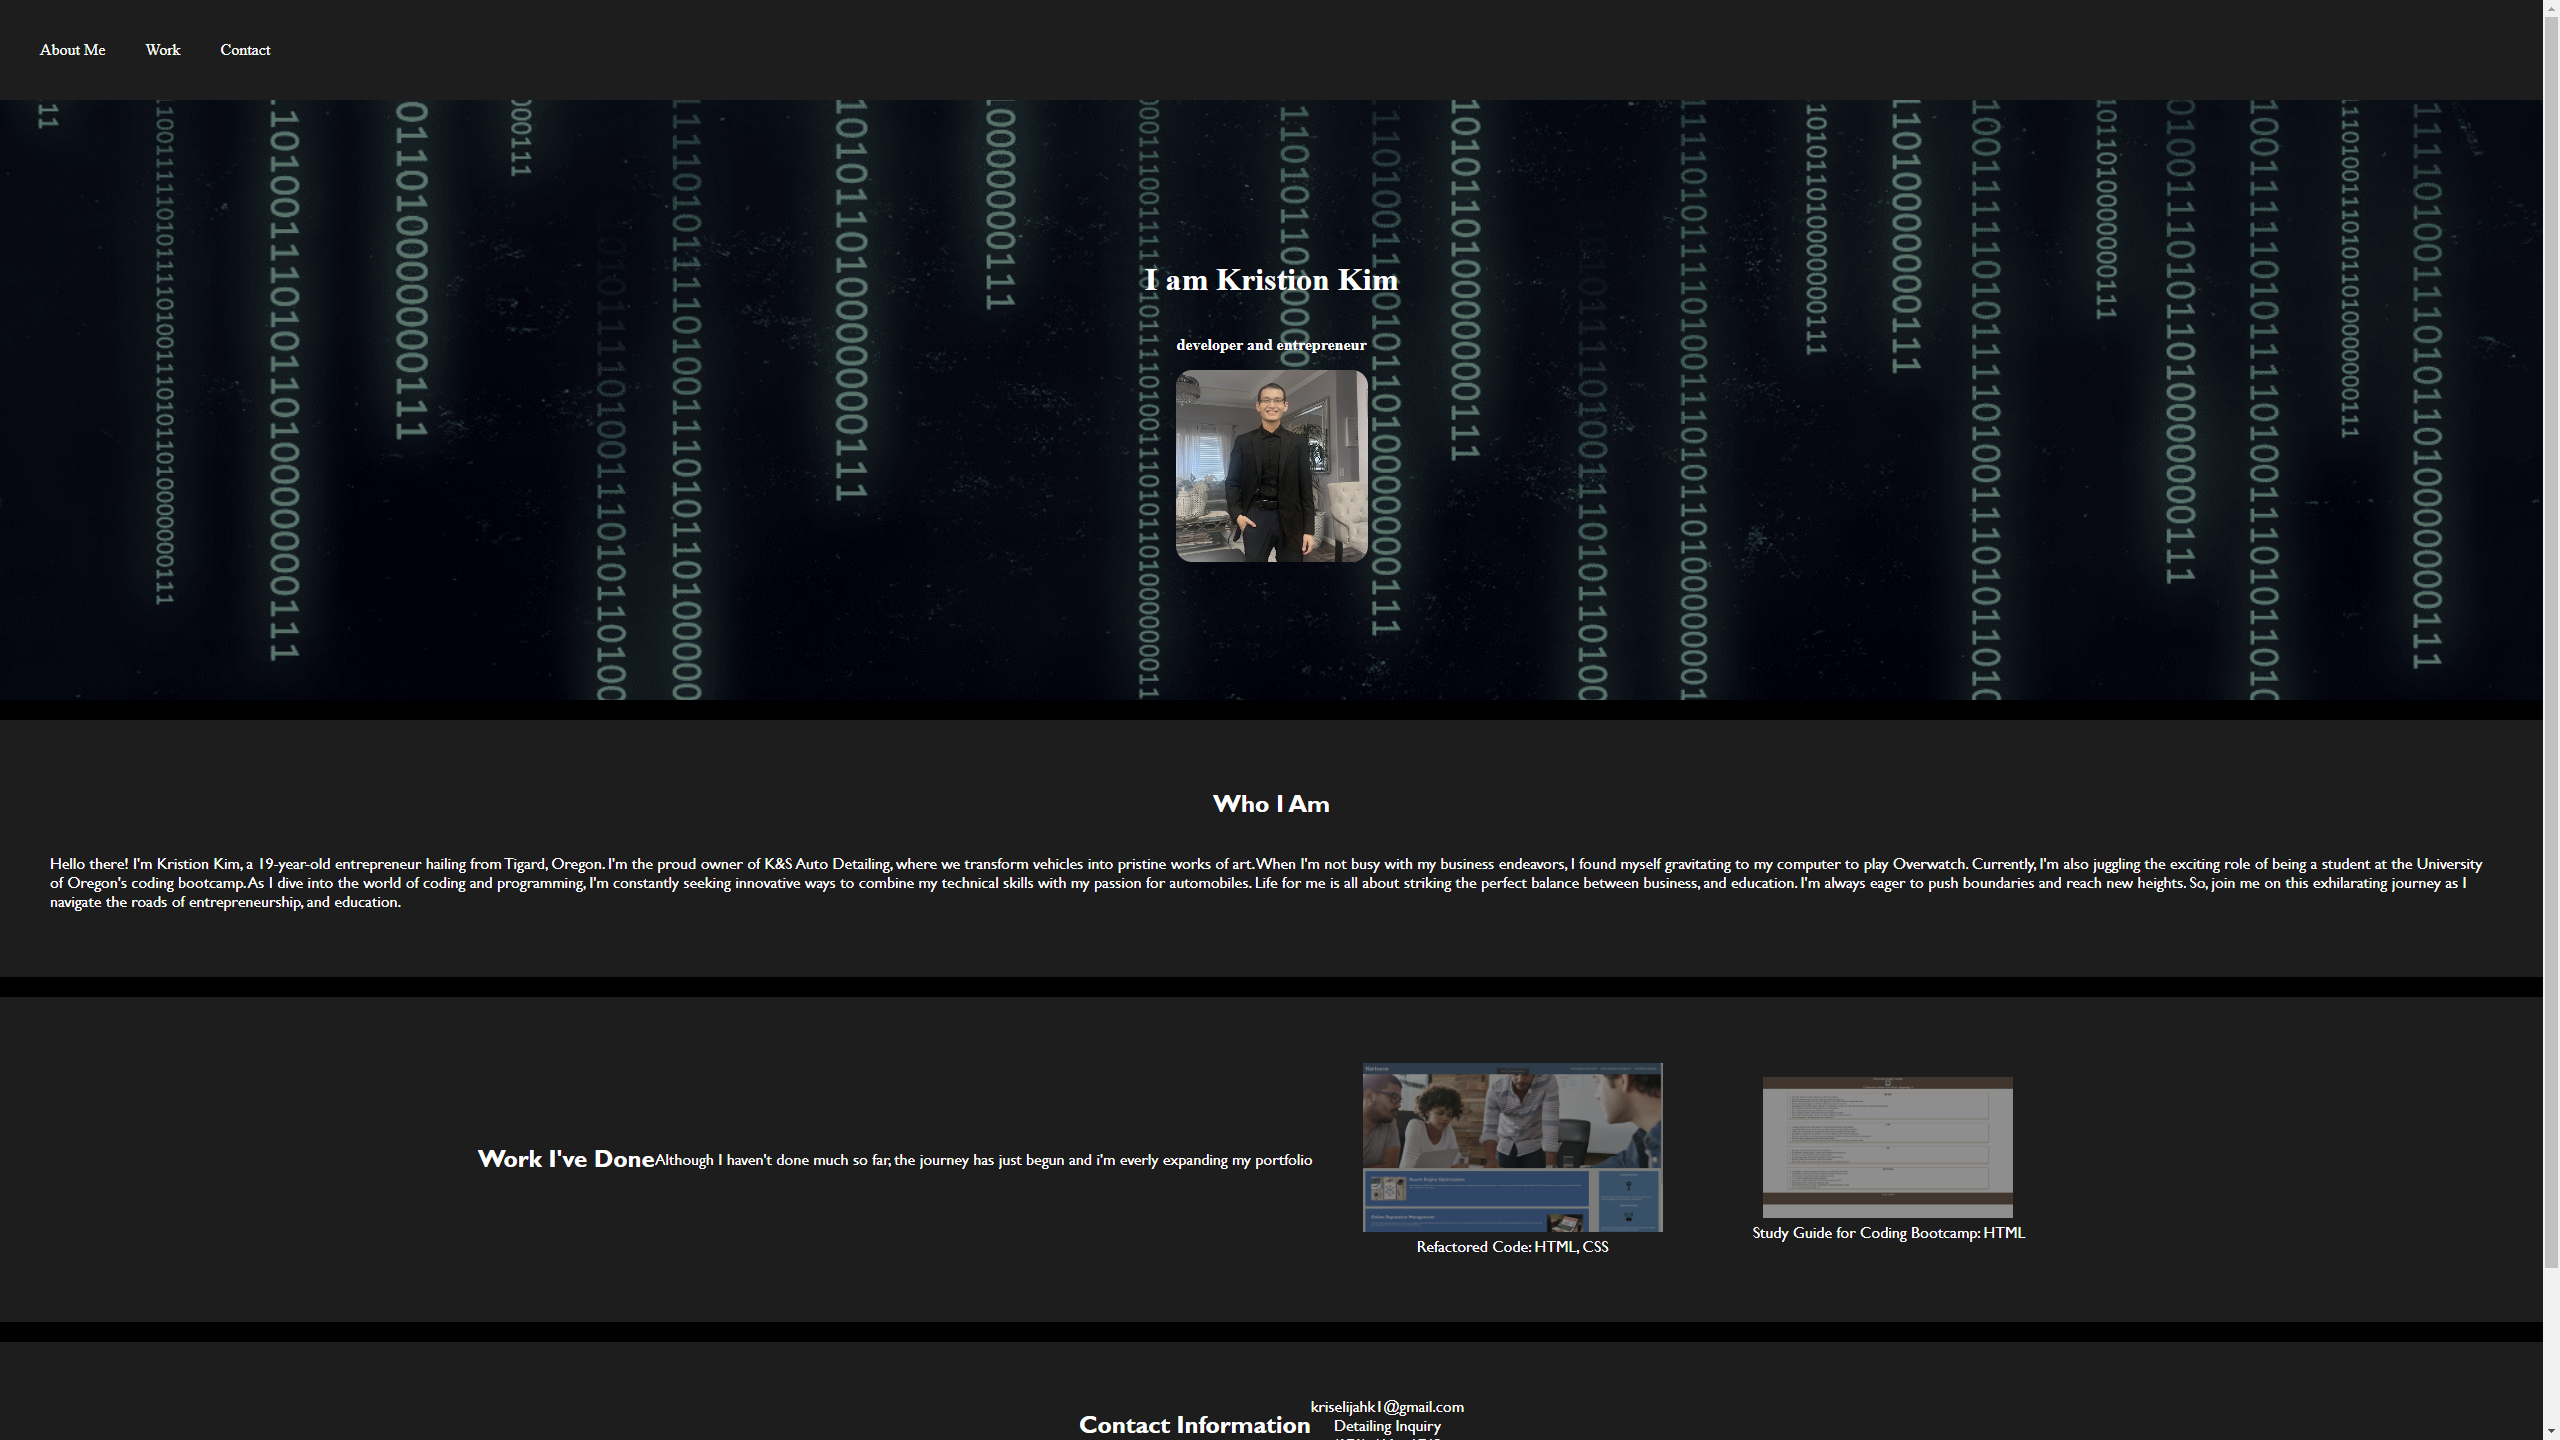 About Me Work Contact
I am Kristion Kim
developer and entrepreneur
Who I Am
Hello there! I'm Kristion Kim, a 19-year-old entrepreneur hailing from Tigard, Oregon. I'm the proud owner of K&S Auto Detailing, where we transform vehicles into pristine works of art. When I'm not busy with my business endeavors, I found myself gravitating to my computer to play Overwatch. Currently, I'm also juggling the exciting role of being a student at the University
of Oregon's coding bootcamp. As I dive into the world of coding and programming, I'm constantly seeking innovative ways to combine my technical skills with my passion for automobiles. Life for me is all about striking the perfect balance between business, and education. I'm always eager to push boundaries and reach new heights. So, join me on this exhilarating journey as I
navigate the roads of entrepreneurship, and education.
Work I've Done
Although I haven't done much so far, the journey has just begun and i'm everly expanding my portfolio
Search Engine Optimization
Online Reputation Management
Refactored Code: HTML, CSS
Study Guide for Coding Bootcamp: HTML
Contact Information
kriselijahk1@gmail.com
Detailing Inquiry